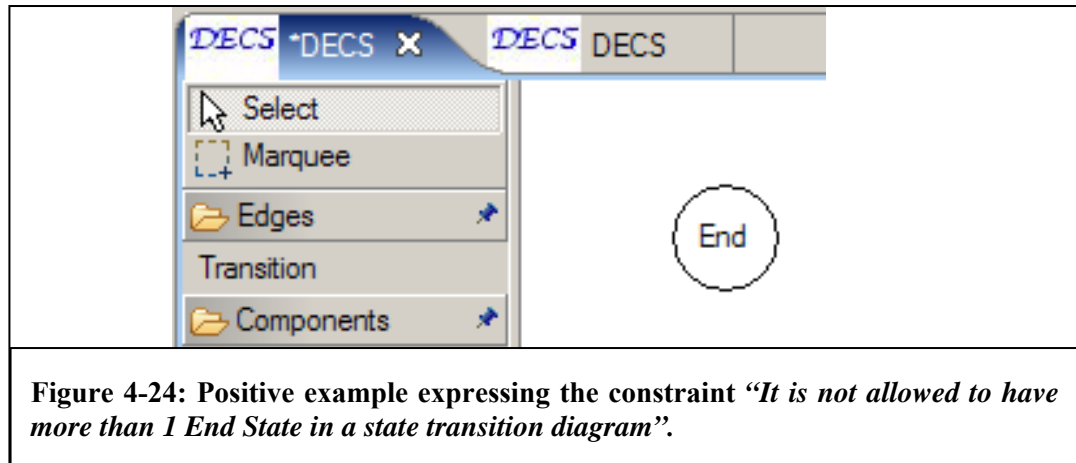 DECS *DECS DECS DECS
Select
Marquee
Edges
End
Transition
Components
Figure 4-24: Positive example expressing the constraint “It is not allowed to have
more than 1 End State in a state transition diagram”.